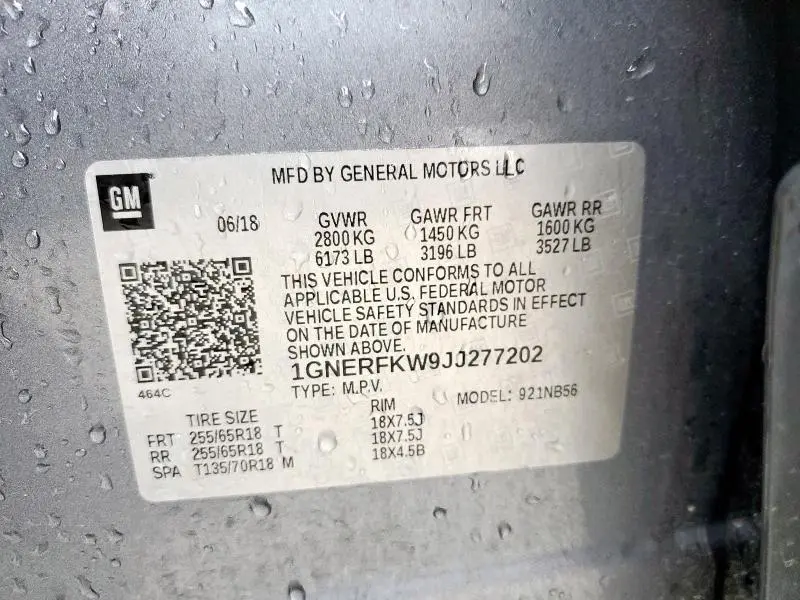 MFD BY GENERAL MOTORS LLC
GM
06/18
GVWR GAWR FRT GAWR RR
2800 KG 1450 KG 1600 KG
6173 LB 3196 LB 3527 LB
THIS VEHICLE CONFORMS TO ALL
APPLICABLE U.S. FEDERAL MOTOR
VEHICLE SAFETY STANDARDS IN EFFECT
ON THE DATE OF MANUFACTURE
SHOWN ABOVE.
1GNERFKW9JJ277202
464C
TYPE: M.P.V. MODEL: 921NB56
TIRE SIZE RIM
FRT 255/65R18 T 18X7.5J
RR 255/65R18 T 18X7.5J
SPA T135/70R18 M 18X4.5B